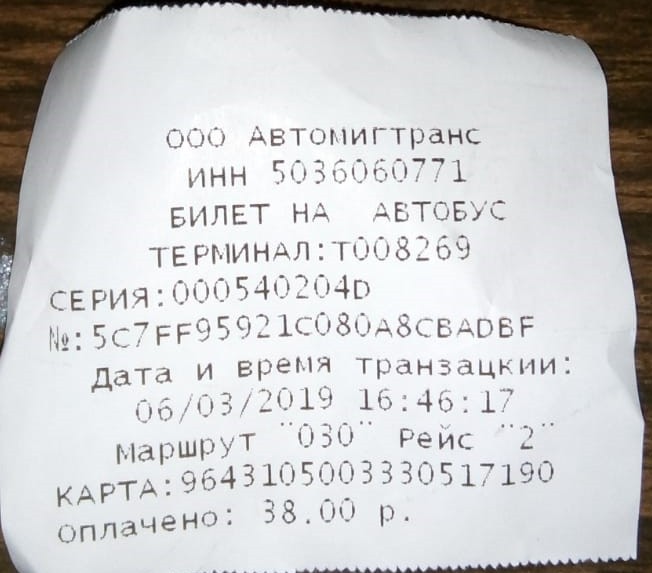 ООО Автомигтранс
ИНН 5036060771
БИЛЕТ НА АВТОБУС
ТЕРМИНАЛ:Т008269
СЕРИЯ:000540204D
№:5C7FF95921C080A8CBADBF
Дата и время транзацкии:
06/03/2019 16:46:17
Маршрут "030" Рейс "2"
КАРТА:9643105003330517190
Оплачено: 38.00 р.